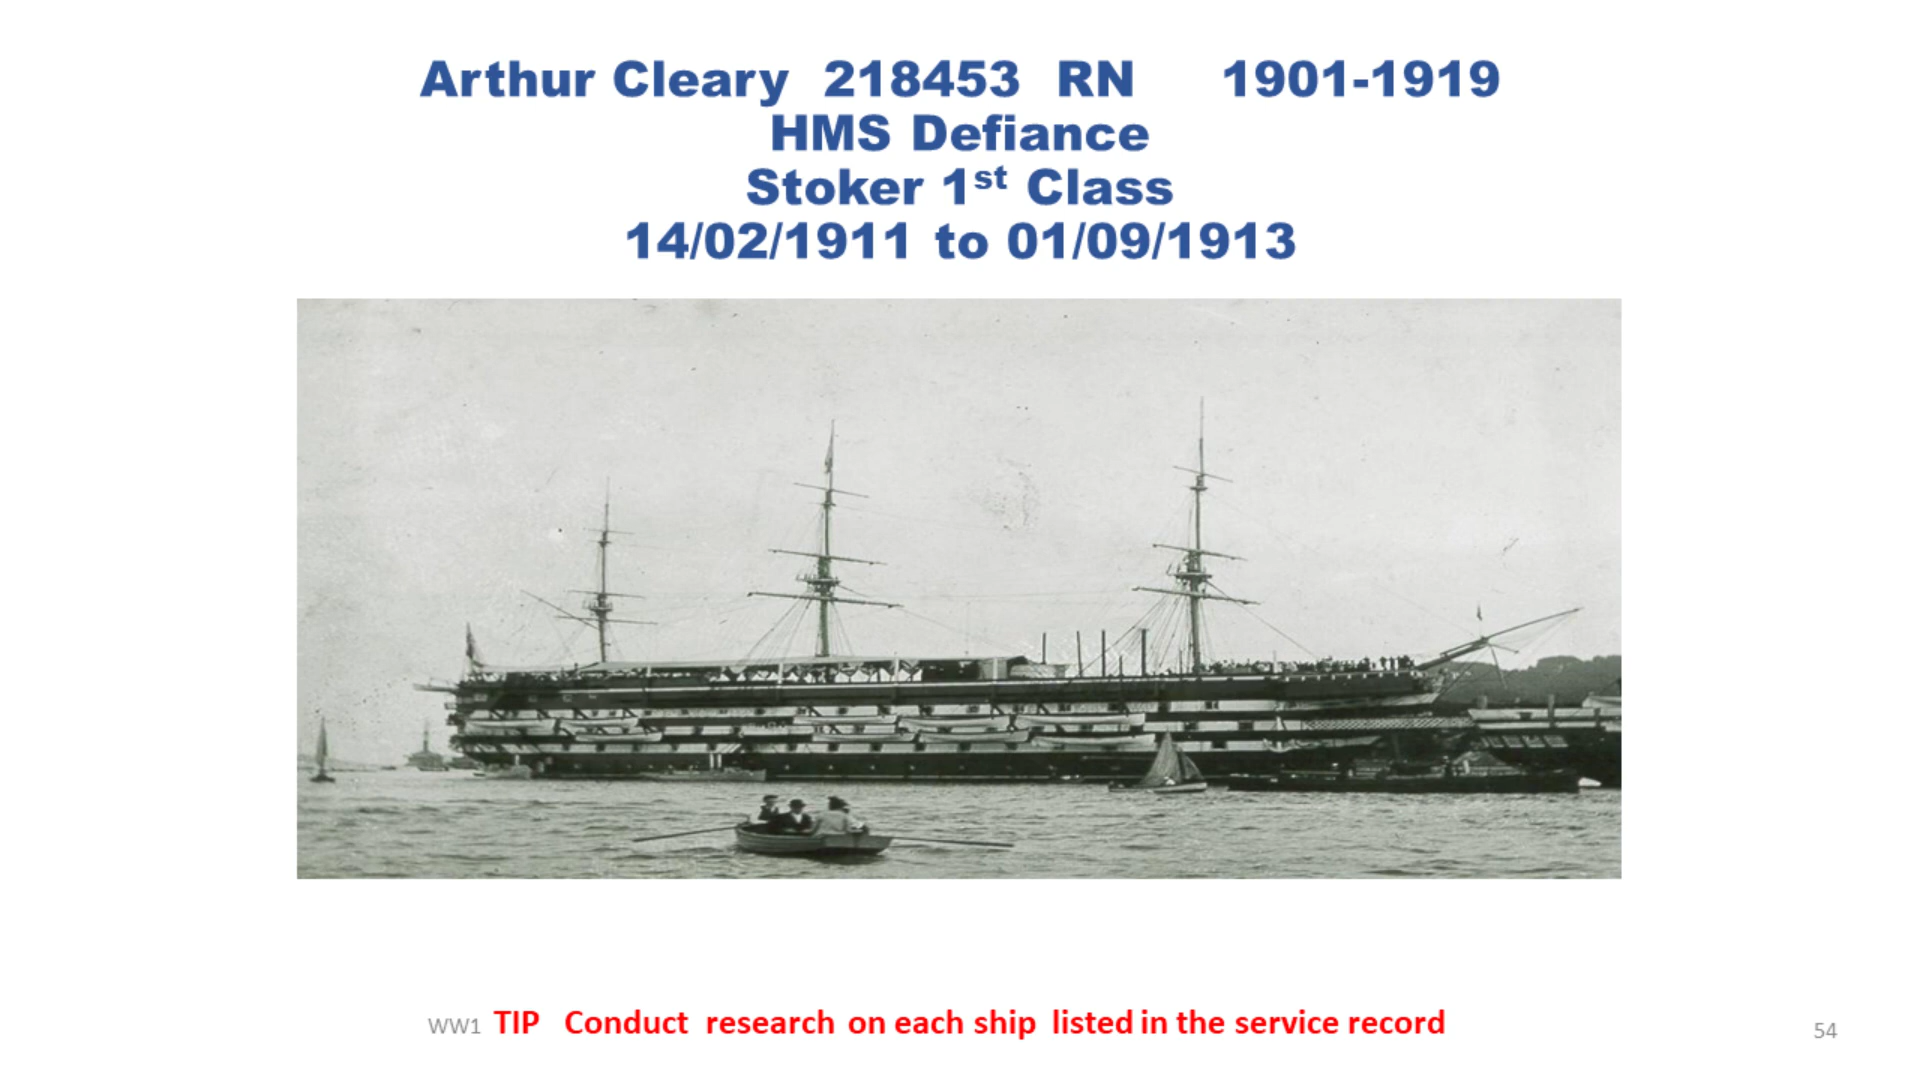 Arthur Cleary 218453 RN 1901-1919
HMS Defiance
Stoker 1st Class
14/02/1911 to 01/09/1913
WW1 TIP Conduct research on each ship listed in the service record
54